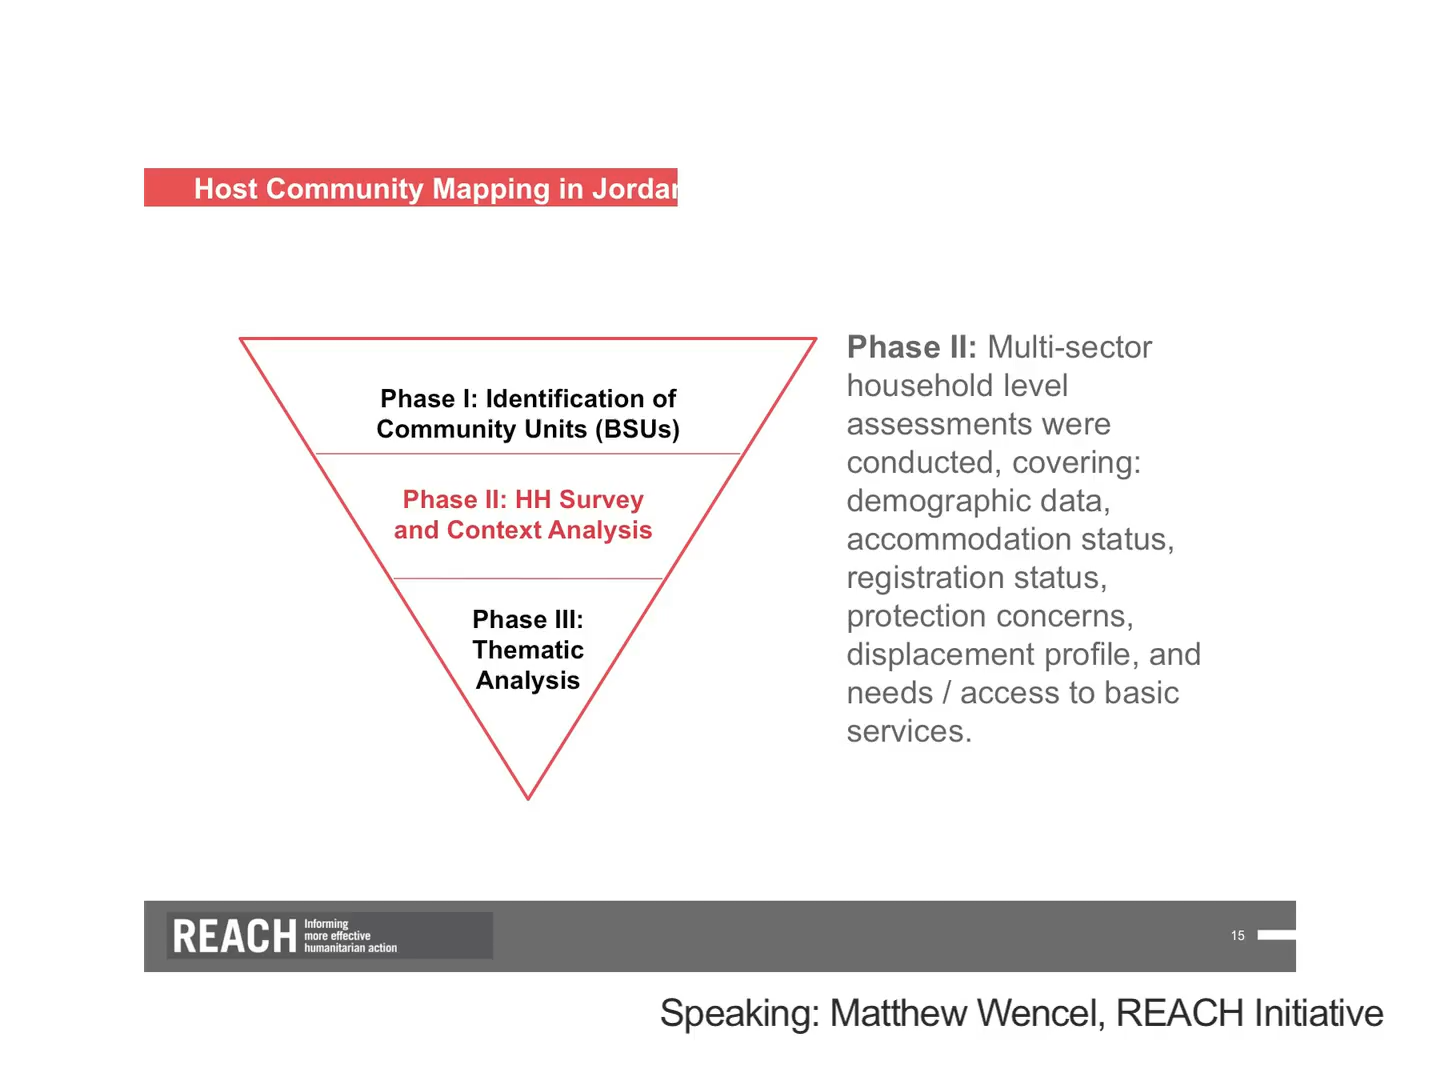 Host Community Mapping in Jordan
Phase I: Identification of
Community Units (BSUs)
Phase II: HH Survey
and Context Analysis
Phase III:
Thematic
Analysis
Phase II: Multi-sector
household level
assessments were
conducted, covering:
demographic data,
accommodation status,
registration status,
protection concerns,
displacement profile, and
needs / access to basic
services.
REACH
Informing
more effective
humanitarian action
15
Speaking: Matthew Wencel, REACH Initiative